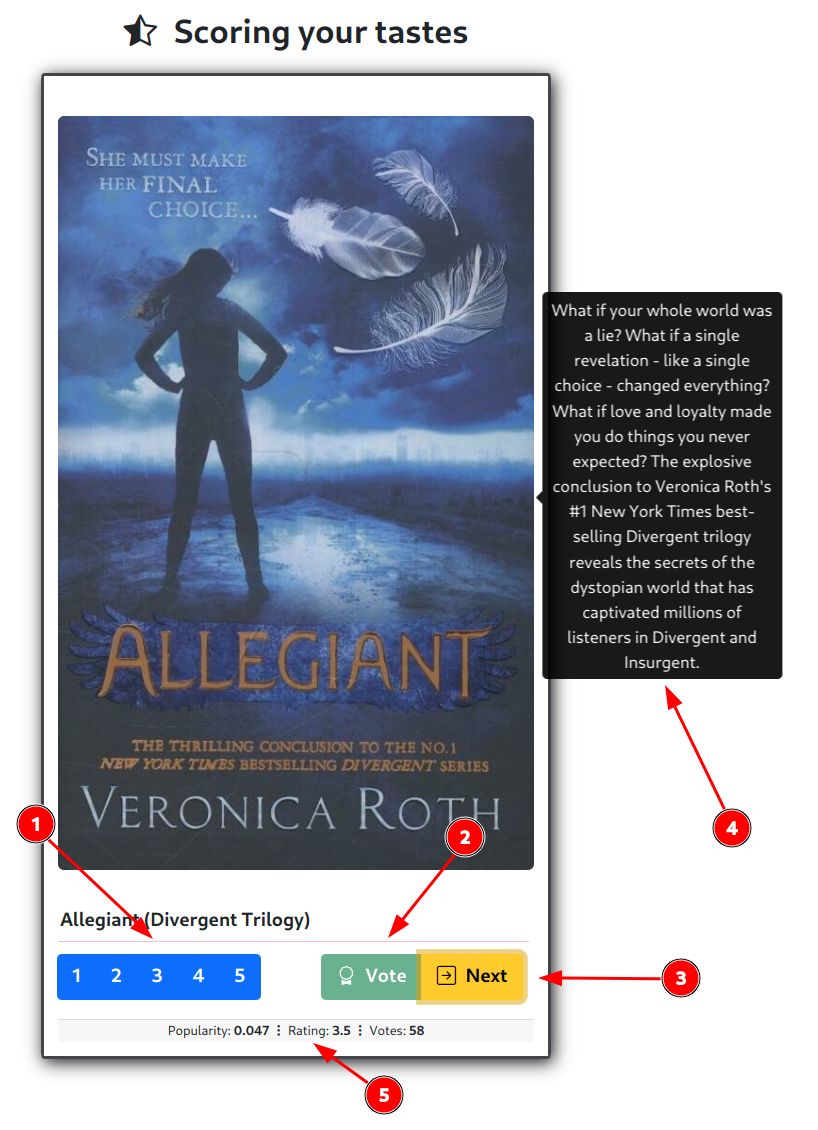 Scoring your tastes
SHE MUST MAKE
HER FINAL
CHOICE...
What if your whole world was
a lie? What if a single
revelation - like a single
choice - changed everything?
What if love and loyalty made
you do things you never
expected? The explosive
conclusion to Veronica Roth's
#1 New York Times best-
selling Divergent trilogy
reveals the secrets of the
dystopian world that has
captivated millions of
listeners in Divergent and
Insurgent.
ALLEGIANT
THE THRILLING CONCLUSION TO THE NO.1
NEW YORK TIMES BESTSELLING DIVERGENT SERIES
VERONICA ROTH
1
2
4
Allegiant (Divergent Trilogy)
1 2 3 4 5
Vote
Next
3
Popularity: 0.047 ⋮ Rating: 3.5 ⋮ Votes: 58
5